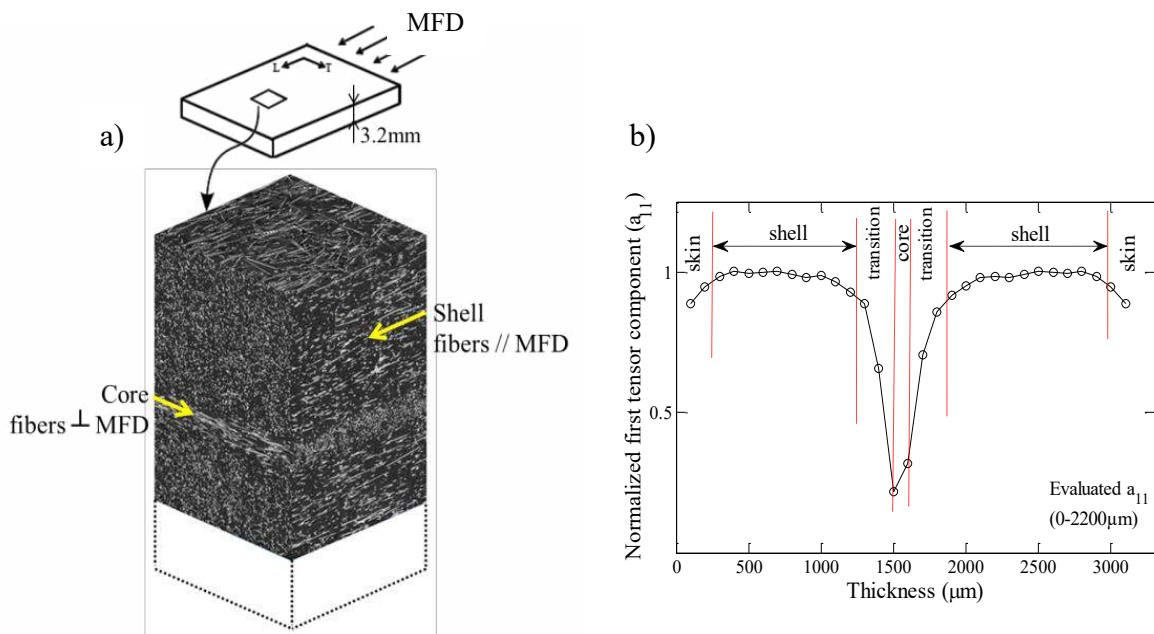 MFD
L T
3.2mm
a)
Shell
fibers // MFD
Core
fibers ⊥ MFD
b)
Normalized first tensor component (a11)
1
0.5
skin
shell
transition
core
transition
shell
skin
Evaluated a11
(0-2200μm)
0 500 1000 1500 2000 2500 3000
Thickness (μm)